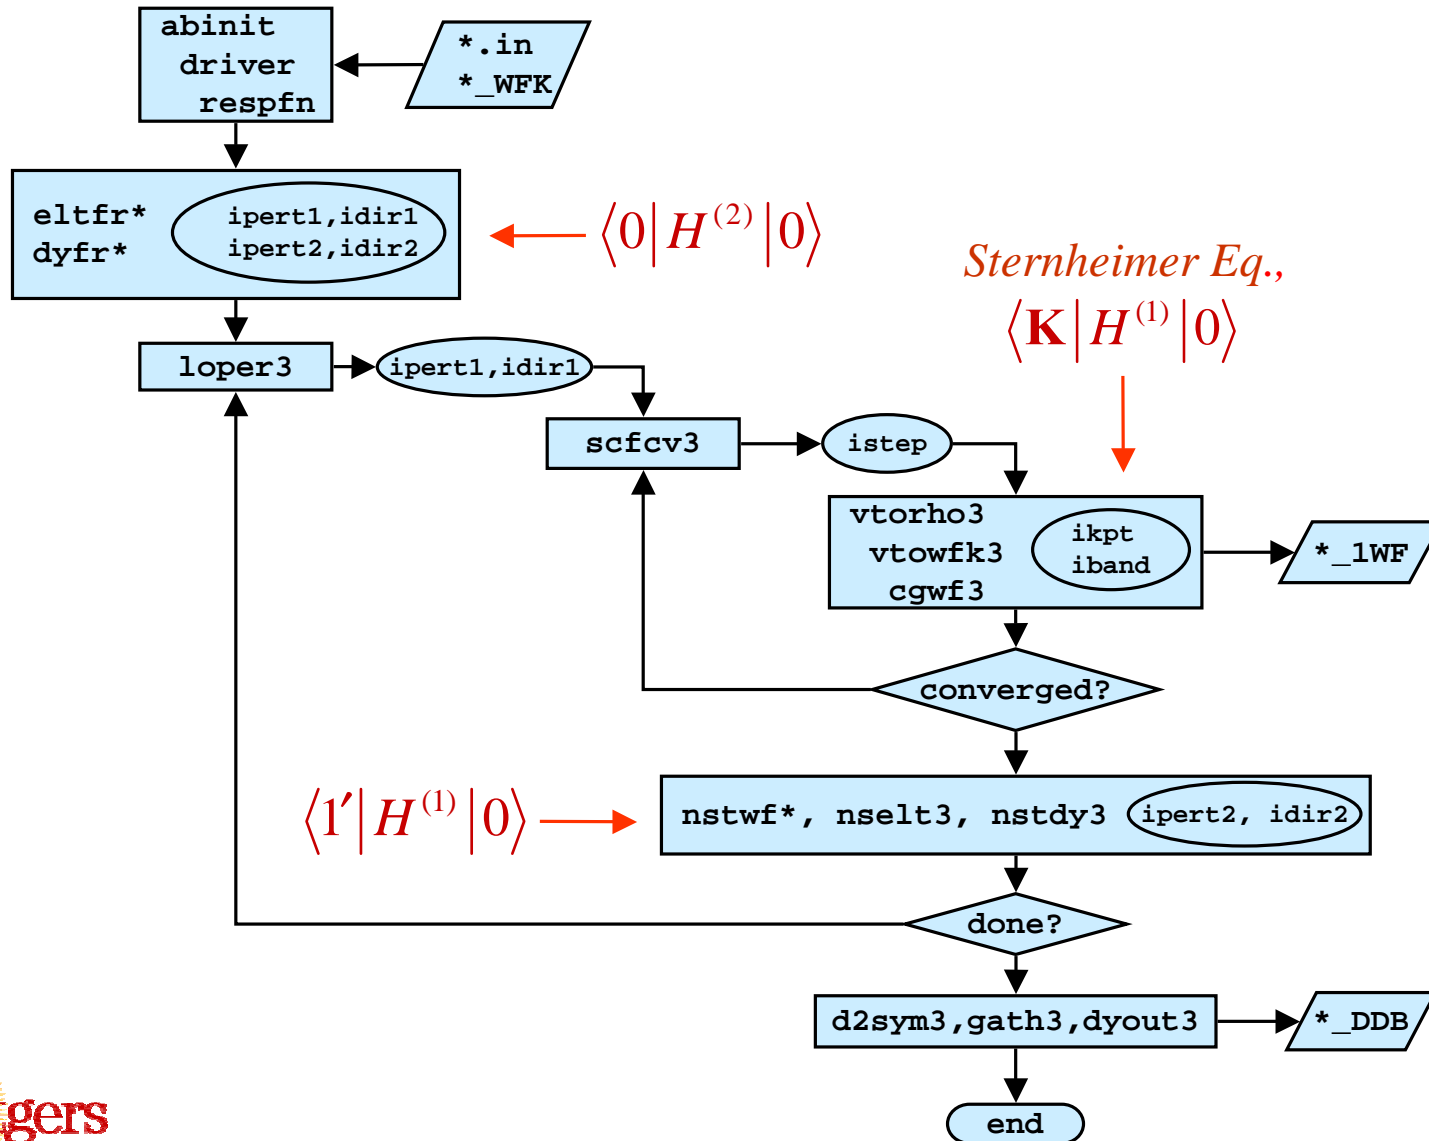 abinit
driver
respfn
*.in
*_WFK
eltfr*
dyfr*
ipert1,idir1
ipert2,idir2
⟨0|H⁽²⁾|0⟩
Sternheimer Eq.,
⟨K|H⁽¹⁾|0⟩
loper3
ipert1,idir1
scfcv3
istep
vtorho3
vtowfk3
cgwf3
ikpt
iband
*_1WF
converged?
⟨1′|H⁽¹⁾|0⟩
nstwf*, nselt3, nstdy3
ipert2, idir2
done?
d2sym3,gath3,dyout3
*_DDB
end
gers